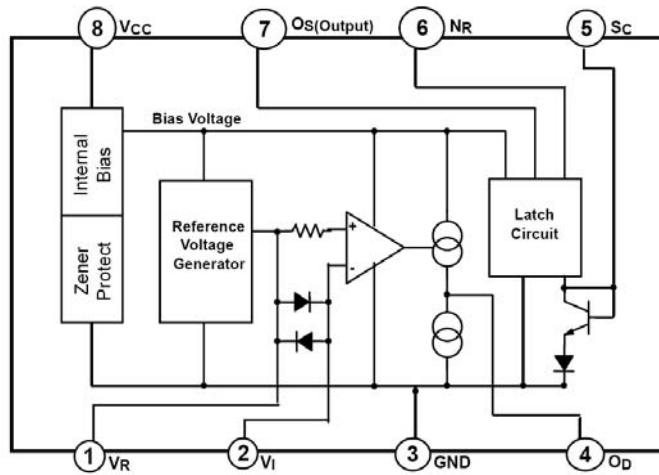 8 VCC 7 OS(Output) 6 NR 5 SC
Bias Voltage
Internal
Bias
Zener
Protect
Reference
Voltage
Generator
+
-
Latch
Circuit
1 VR 2 VI 3 GND 4 OD